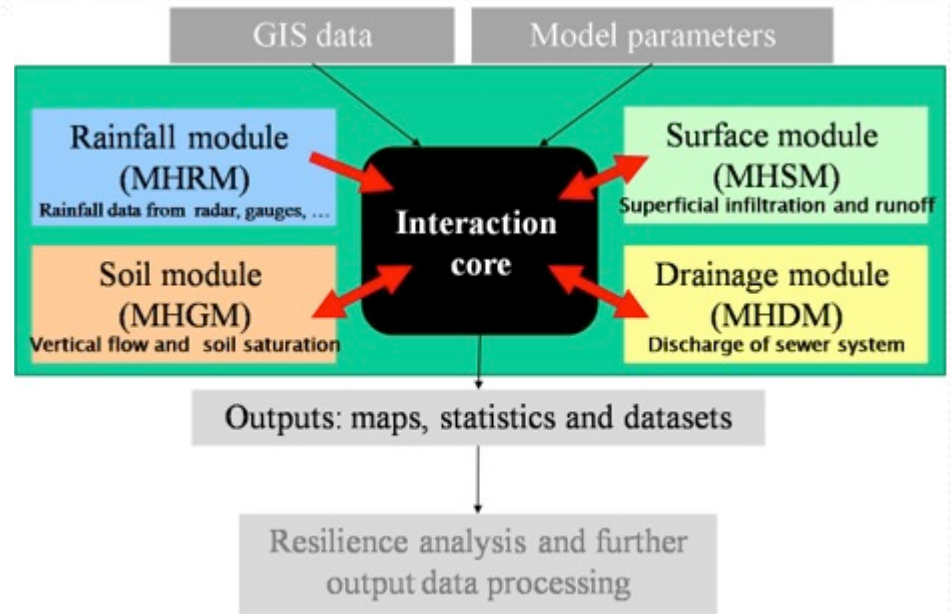 GIS data
Model parameters
Rainfall module
(MHRM)
Rainfall data from radar, gauges, ...
Surface module
(MHSM)
Superficial infiltration and runoff
Interaction
core
Soil module
(MHGM)
Vertical flow and soil saturation
Drainage module
(MHDM)
Discharge of sewer system
Outputs: maps, statistics and datasets
Resilience analysis and further
output data processing